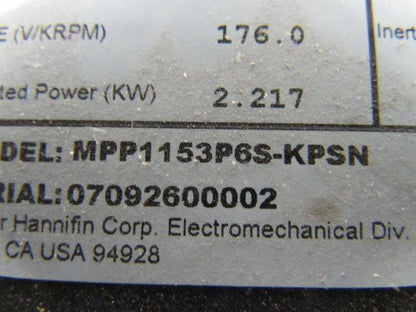 E (V/KRPM) 176.0 Inert
ted Power (KW) 2.217
DEL: MPP1153P6S-KPSN
RIAL: 07092600002
r Hannifin Corp. Electromechanical Div.
CA USA 94928